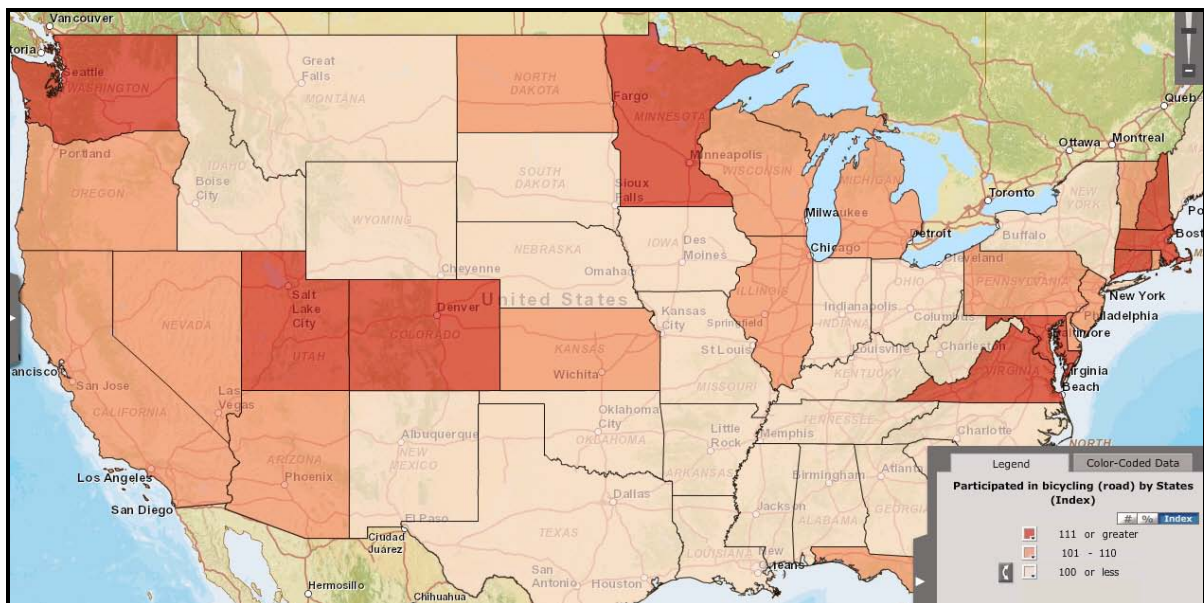 Vancouver
toria
Seattle
WASHINGTON
Great
Falls
MONTANA
NORTH
DAKOTA
Fargo
MINNESOTA
Minneapolis
Portland
OREGON
IDAHO
Boise
City
WYOMING
SOUTH
DAKOTA
Sioux
Falls
WISCONSIN
MICHIGAN
Milwaukee
Detroit
Chicago
Toronto
Ottawa
Montreal
Queb
NEW
YORK
Buffalo
Po
Bost
IOWA
Des
Moines
NEBRASKA
Omaha
Cheyenne
United States
Salt
Lake
City
UTAH
NEVADA
Denver
COLORADO
KANSAS
Wichita
Kansas
City
ILLINOIS
Springfield
St Louis
MISSOURI
Indianapolis
INDIANA
OHIO
Columbus
Cleveland
PENNSYLVANIA
New York
Philadelphia
altimore
Charleston
VIRGINIA
Virginia
Beach
Louisville
KENTUCKY
TENNESSEE
Memphis
Charlotte
NORTH
ancisco
San Jose
CALIFORNIA
Las
Vegas
Los Angeles
San Diego
ARIZONA
Phoenix
Albuquerque
NEW
MEXICO
El Paso
Ciudad
Juárez
Hermosillo
Chihuahua
Oklahoma
City
OKLAHOMA
Little
Rock
ARKANSAS
Dallas
TEXAS
San
Antonio
Houston
LOUISIANA
New
Orleans
Jackson
Birmingham
ALABAMA
Atlanta
GEORGIA
Legend
Color-Coded Data
Participated in bicycling (road) by States
(Index)
# % Index
111 or greater
101 - 110
100 or less